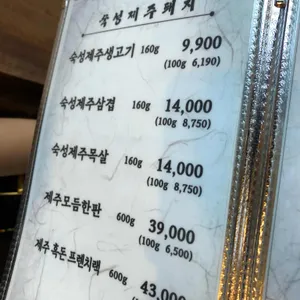 숙성제주돼지
숙성제주생고기 160g 9,900
(100g 6,190)
숙성제주삼겹 160g 14,000
(100g 8,750)
숙성제주목살 160g 14,000
(100g 8,750)
제주모듬한판 600g 39,000
(100g 6,500)
제주 흑돈 프렌치랙 600g 43,000